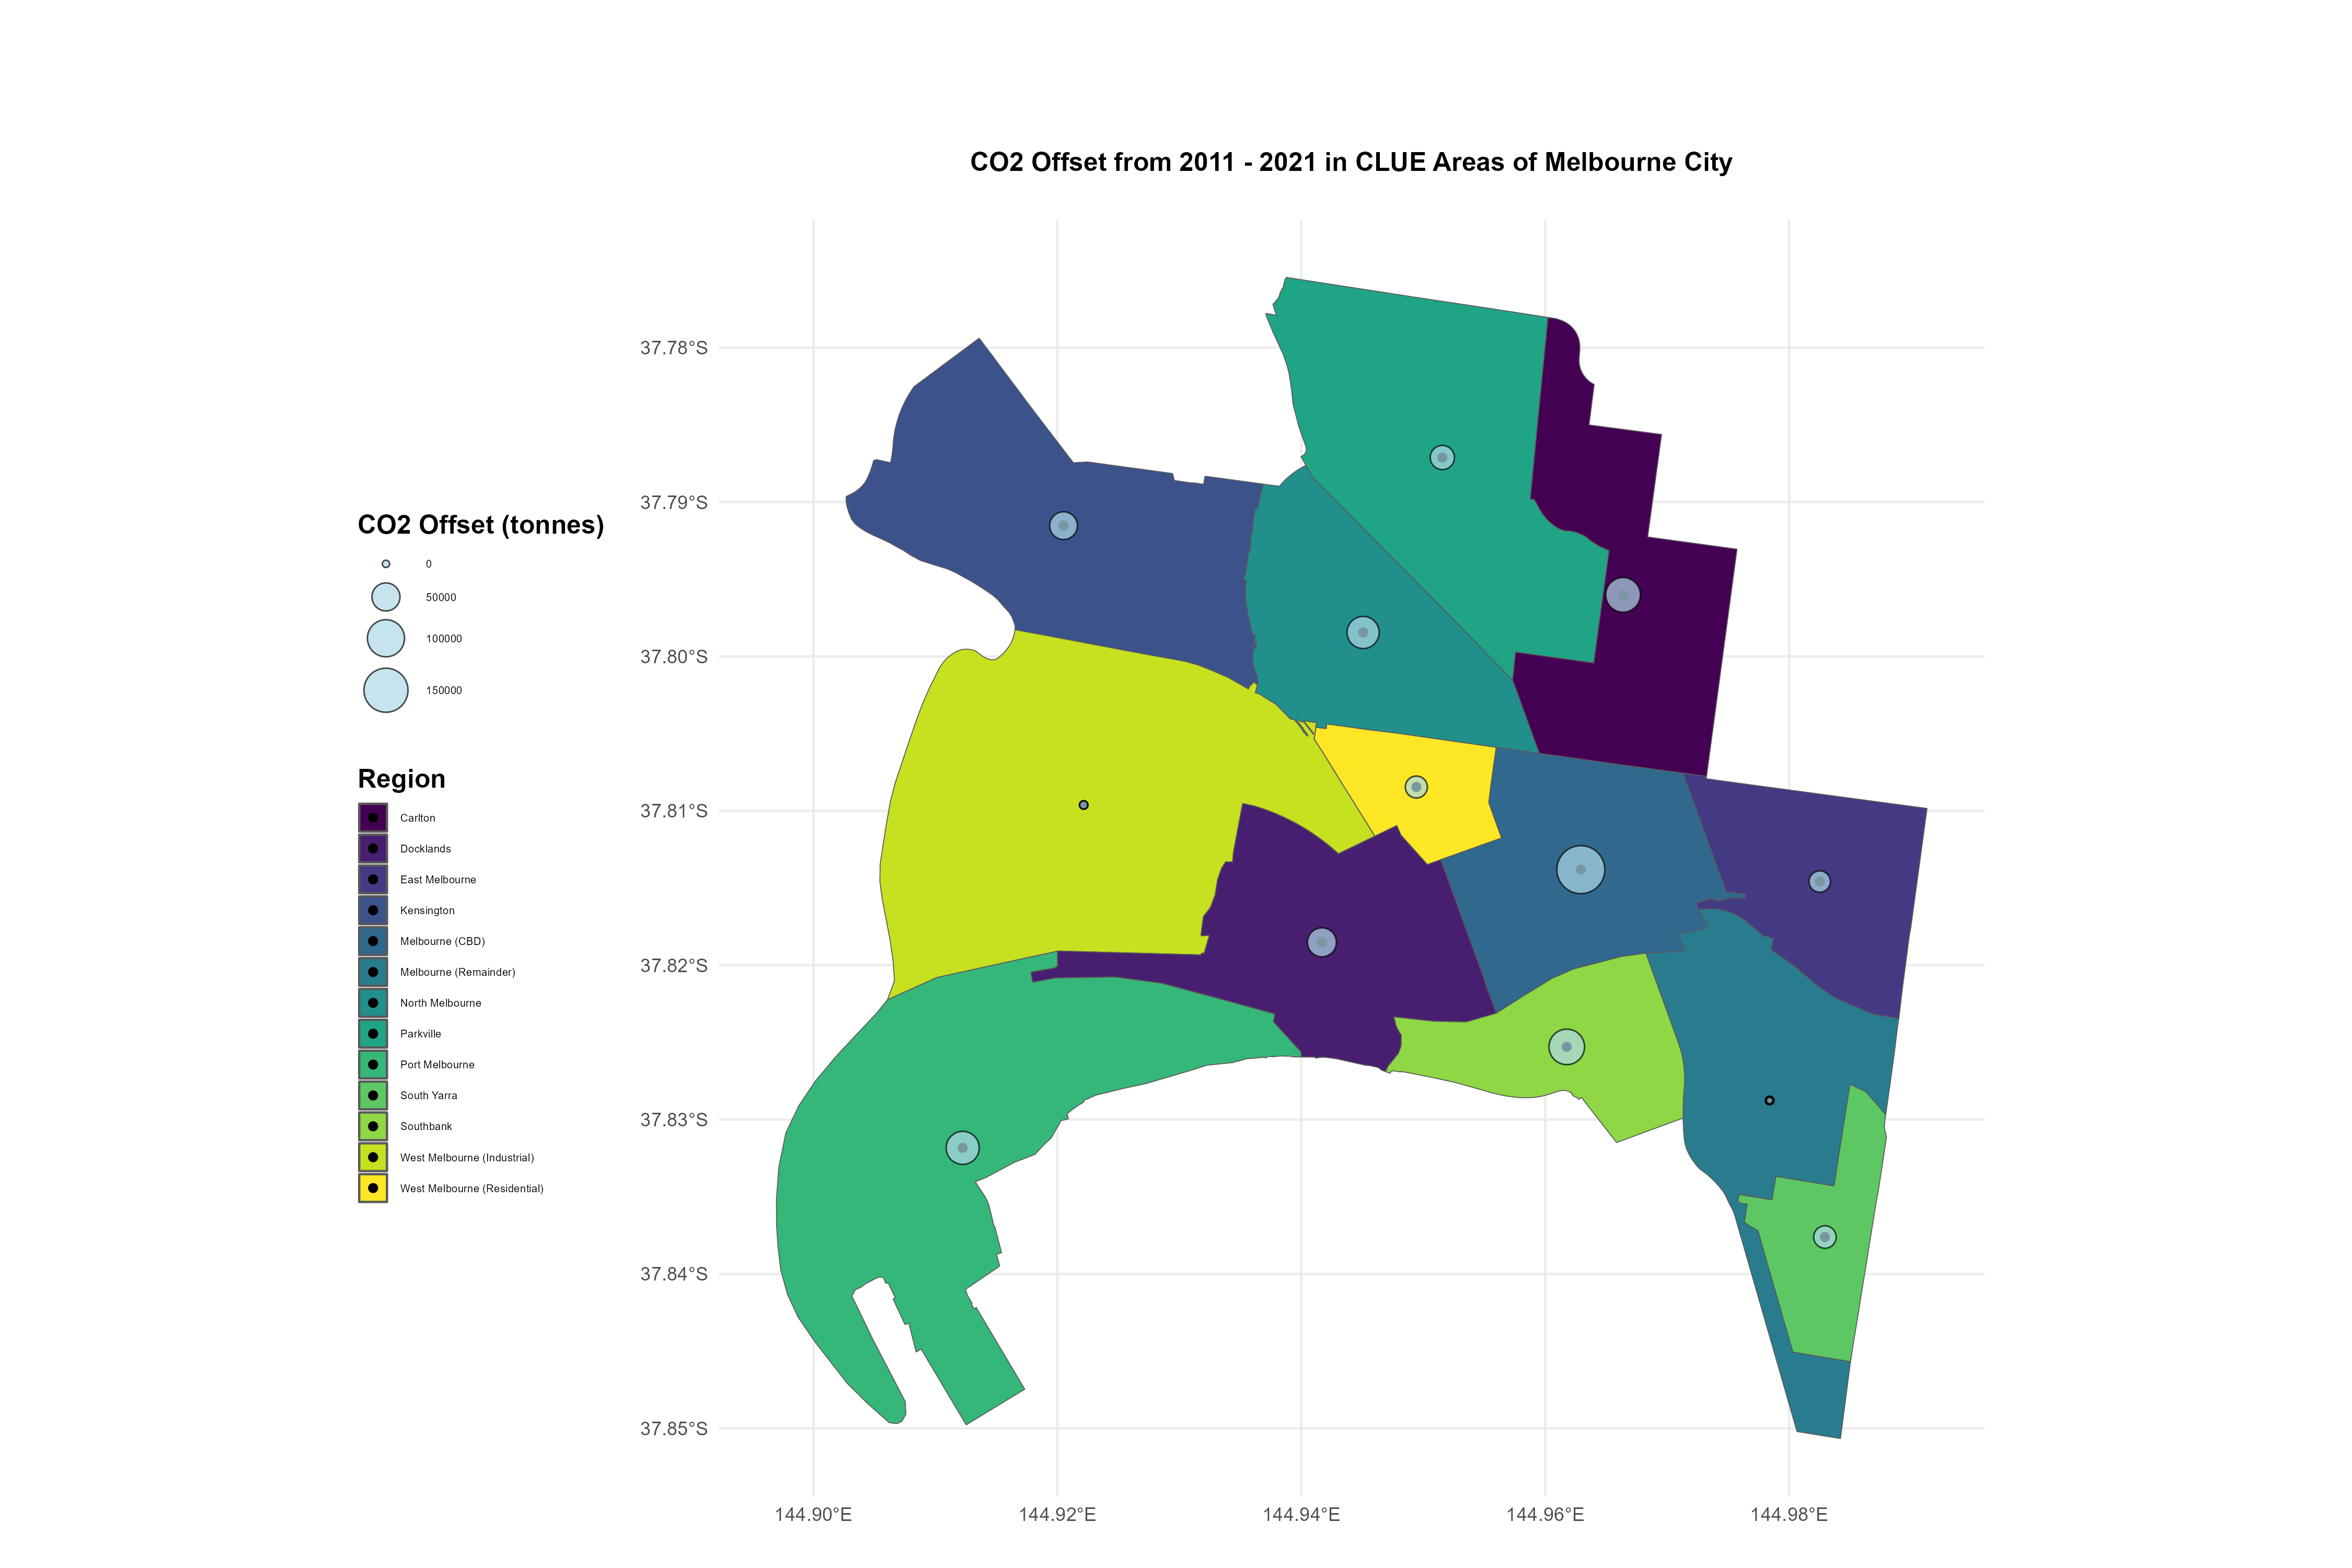 CO2 Offset from 2011 - 2021 in CLUE Areas of Melbourne City
37.78°S
37.79°S
37.80°S
37.81°S
37.82°S
37.83°S
37.84°S
37.85°S
144.90°E
144.92°E
144.94°E
144.96°E
144.98°E
CO2 Offset (tonnes)
0
50000
100000
150000
Region
Carlton
Docklands
East Melbourne
Kensington
Melbourne (CBD)
Melbourne (Remainder)
North Melbourne
Parkville
Port Melbourne
South Yarra
Southbank
West Melbourne (Industrial)
West Melbourne (Residential)